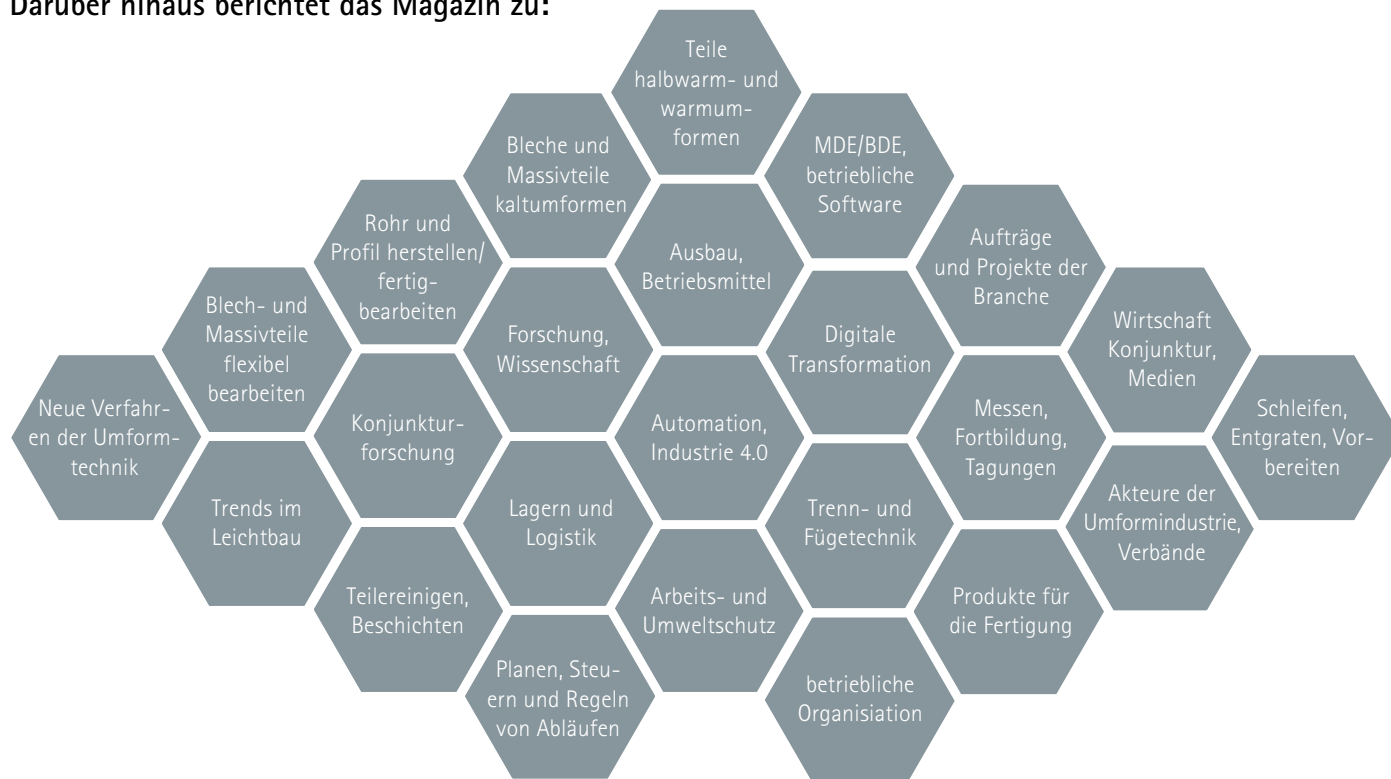 Darüber hinaus berichtet das Magazin zu:
Teile
halbwarm- und
warmum-
formen
Bleche und
Massivteile
kaltumformen
MDE/BDE,
betriebliche
Software
Rohr und
Profil herstellen/
fertig-
bearbeiten
Ausbau,
Betriebsmittel
Aufträge
und Projekte der
Branche
Blech- und
Massivteile
flexibel
bearbeiten
Forschung,
Wissenschaft
Digitale
Transformation
Wirtschaft
Konjunktur,
Medien
Neue Verfahr-
en der Umform-
technik
Konjunktur-
forschung
Automation,
Industrie 4.0
Messen,
Fortbildung,
Tagungen
Schleifen,
Entgraten, Vor-
bereiten
Trends im
Leichtbau
Lagern und
Logistik
Trenn- und
Fügetechnik
Akteure der
Umformindustrie,
Verbände
Teilereinigen,
Beschichten
Arbeits- und
Umweltschutz
Produkte für
die Fertigung
Planen, Steu-
ern und Regeln
von Abläufen
betriebliche
Organisiation